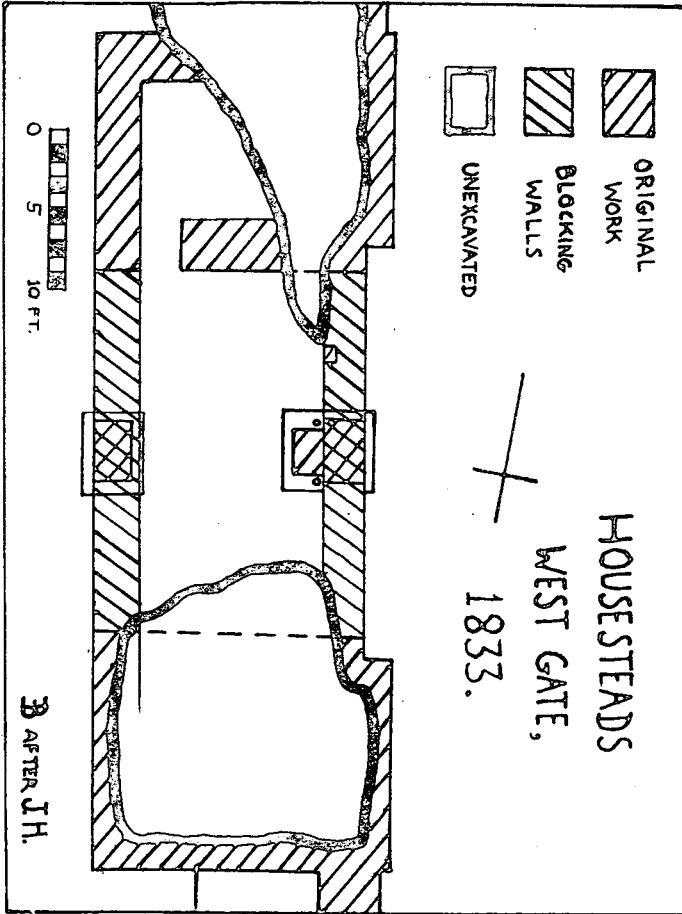 HOUSESTEADS
WEST GATE,
1833.
ORIGINAL
WORK
BLOCKING
WALLS
UNEXCAVATED
0 5 10 FT.
B AFTER J.H.